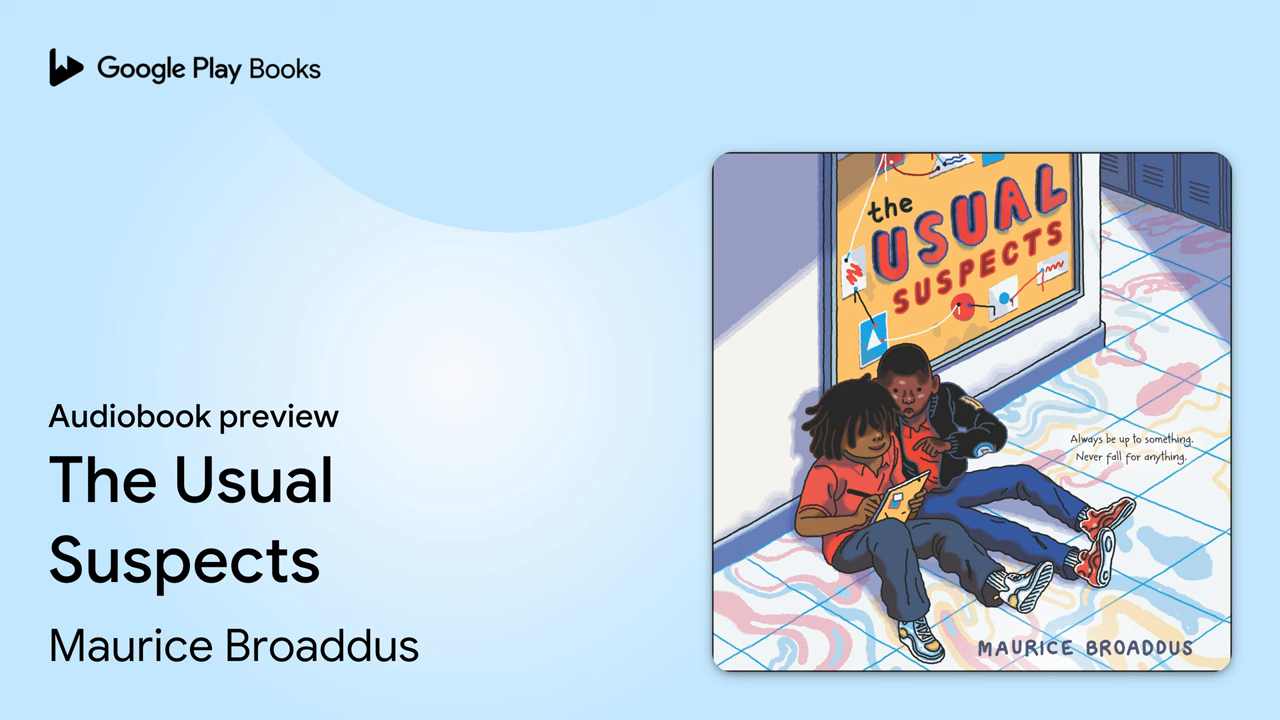 Google Play Books
Audiobook preview
The Usual
Suspects
Maurice Broaddus
the
USUAL
SUSPECTS
Always be up to something.
Never fall for anything.
MAURICE BROADDUS